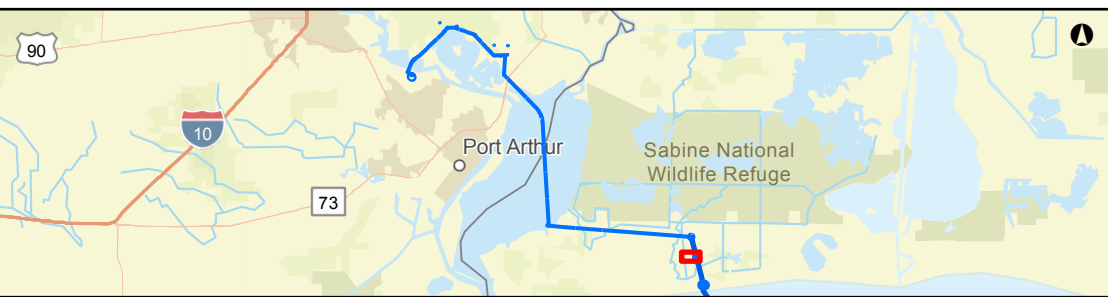 90
10
Port Arthur
Sabine National
Wildlife Refuge
73